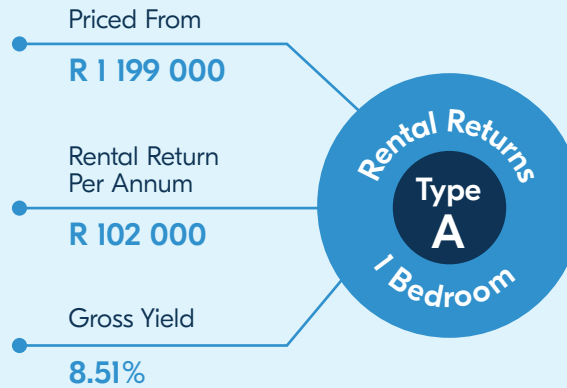 Priced From
R 1 199 000
Rental Return
Per Annum
R 102 000
Gross Yield
8.51%
Rental Returns
Type
A
1 Bedroom